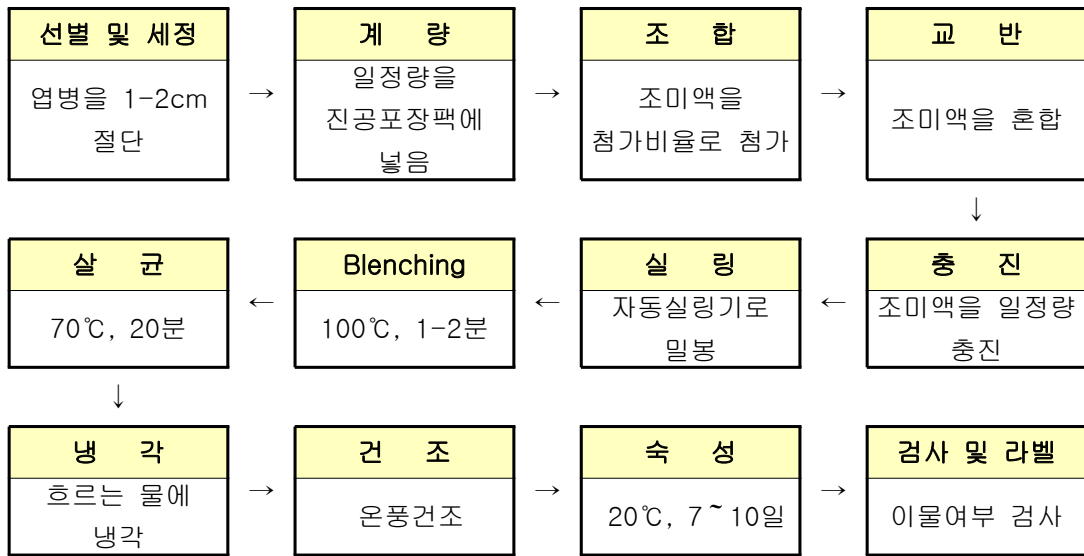 선별 및 세정
엽병을 1-2cm
절단
→
계 량
일정량을
진공포장팩에
넣음
→
조 합
조미액을
첨가비율로 첨가
→
교 반
조미액을 혼합
↓
충 진
조미액을 일정량
충진
←
실 링
자동실링기로
밀봉
←
Blenching
100℃, 1-2분
←
살 균
70℃, 20분
↓
냉 각
흐르는 물에
냉각
→
건 조
온풍건조
→
숙 성
20℃, 7~10일
→
검사 및 라벨
이물여부 검사